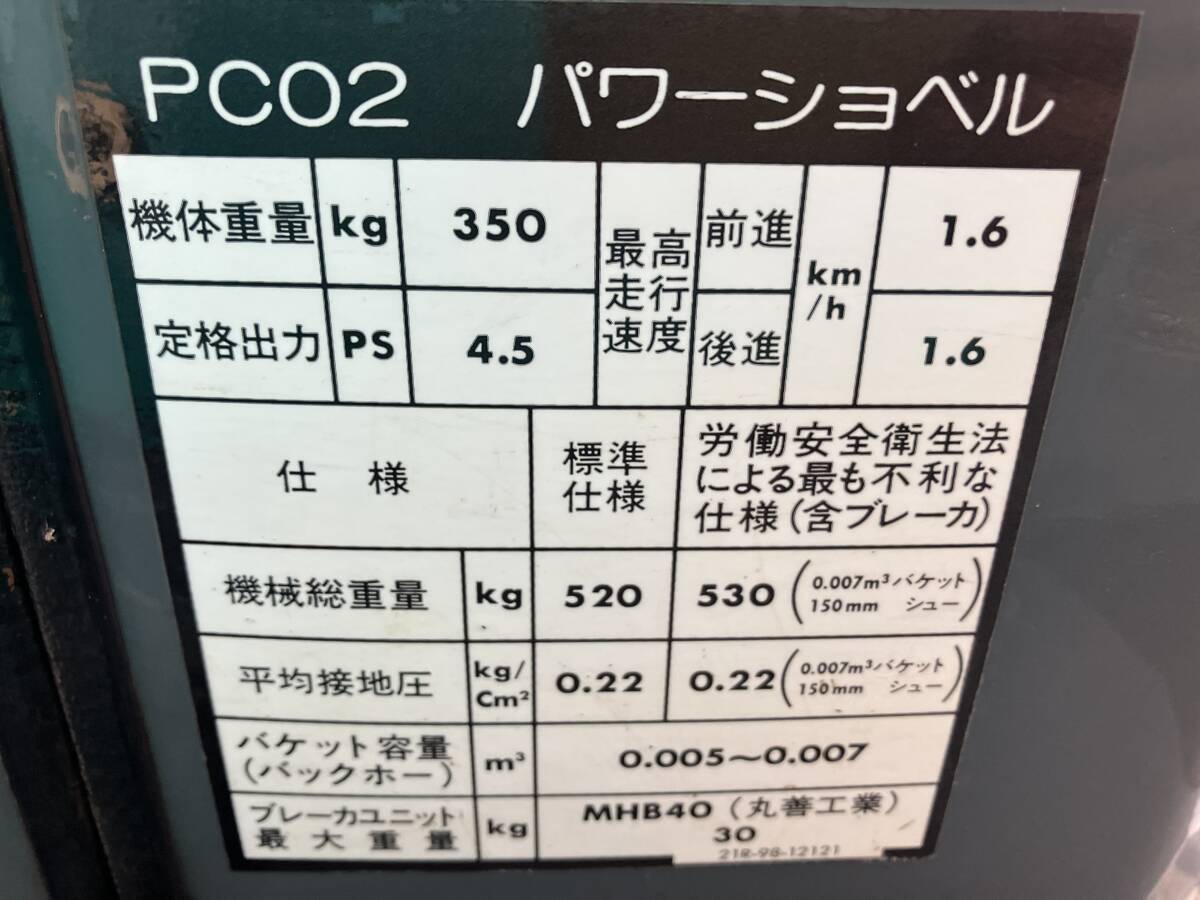 PC02 パワーショベル
機体重量 kg 350 最高走行速度 前進 km/h 1.6
定格出力 PS 4.5 後進 1.6
仕様 標準仕様 労働安全衛生法による最も不利な仕様(含ブレーカ)
機械総重量 kg 520 530 (0.007m³バケット 150mm シュー)
平均接地圧 kg/Cm² 0.22 0.22 (0.007m³バケット 150mm シュー)
バケット容量(バックホー) m³ 0.005〜0.007
ブレーカユニット最大重量 kg MHB40(丸善工業) 30
21R-98-12121